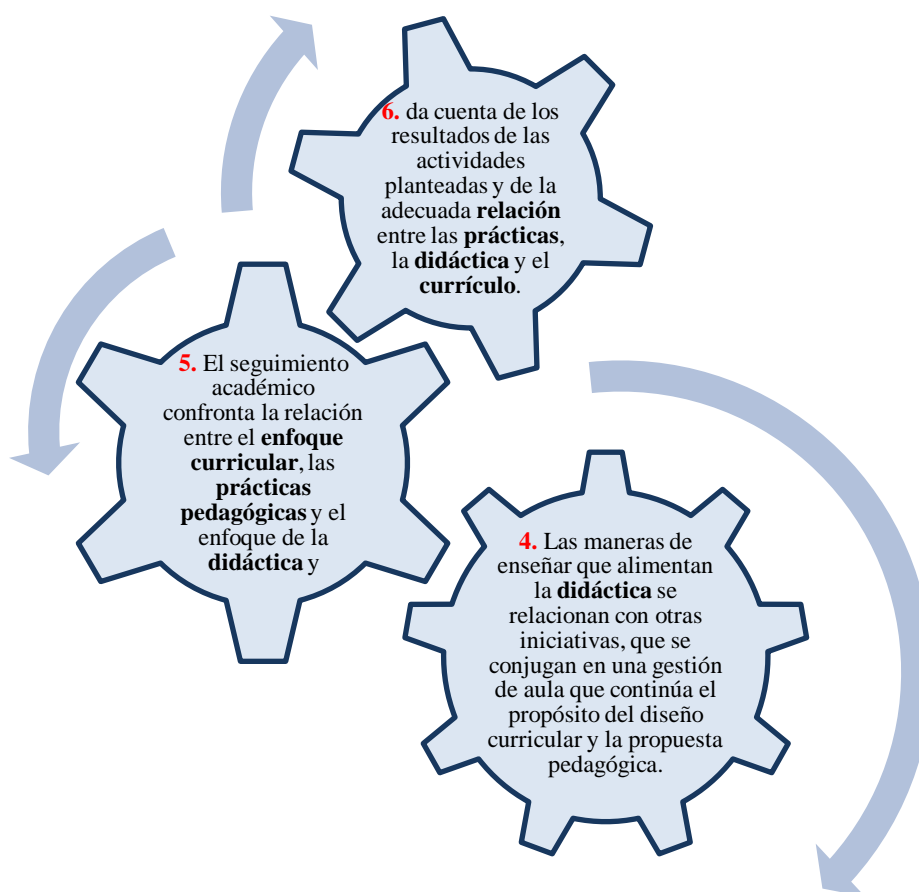 6. da cuenta de los
resultados de las
actividades
planteadas y de la
adecuada relación
entre las prácticas,
la didáctica y el
currículo.
5. El seguimiento
académico
confronta la relación
entre el enfoque
curricular, las
prácticas
pedagógicas y el
enfoque de la
didáctica y
4. Las maneras de
enseñar que alimentan
la didáctica se
relacionan con otras
iniciativas, que se
conjugan en una gestión
de aula que continúa el
propósito del diseño
curricular y la propuesta
pedagógica.